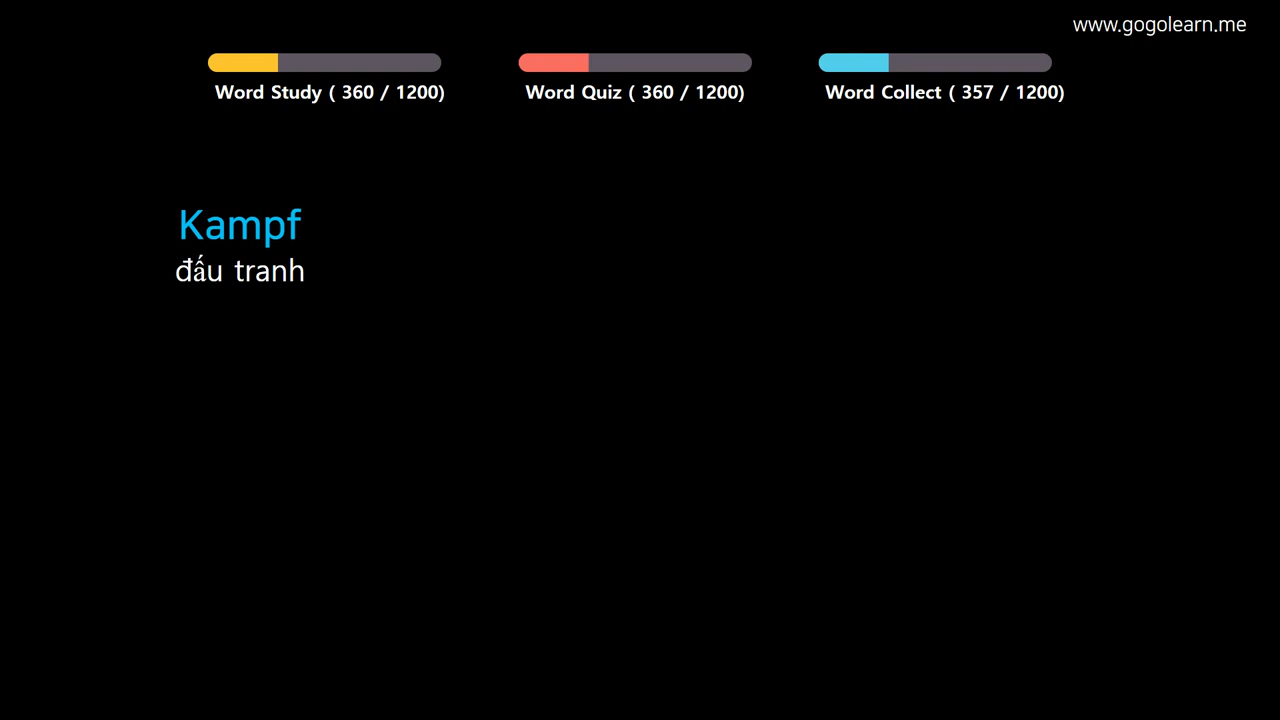 www.gogolearn.me
Word Study ( 360 / 1200)
Word Quiz ( 360 / 1200)
Word Collect ( 357 / 1200)
Kampf
đấu tranh